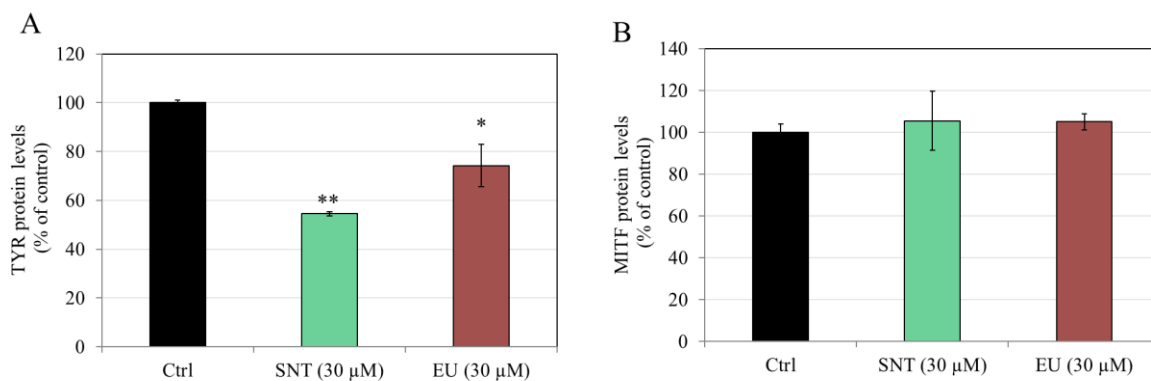 A
TYR protein levels
(% of control)
120
100
80
60
40
20
0
**
*
Ctrl
SNT (30 µM)
EU (30 µM)
B
MITF protein levels
(% of control)
140
120
100
80
60
40
20
0
Ctrl
SNT (30 µM)
EU (30 µM)